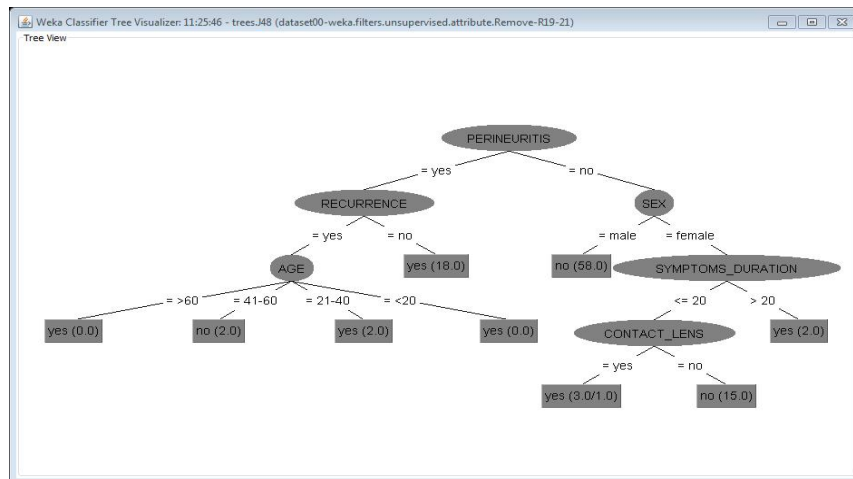 Weka Classifier Tree Visualizer: 11:25:46 - trees.J48 (dataset00-weka.filters.unsupervised.attribute.Remove-R19-21)
Tree View
PERINEURITIS
= yes
= no
RECURRENCE
SEX
= yes
= no
= male
= female
AGE
yes (18.0)
no (58.0)
SYMPTOMS_DURATION
= >60
= 41-60
= 21-40
= <20
<= 20
> 20
yes (0.0)
no (2.0)
yes (2.0)
yes (0.0)
CONTACT_LENS
yes (2.0)
= yes
= no
yes (3.0/1.0)
no (15.0)